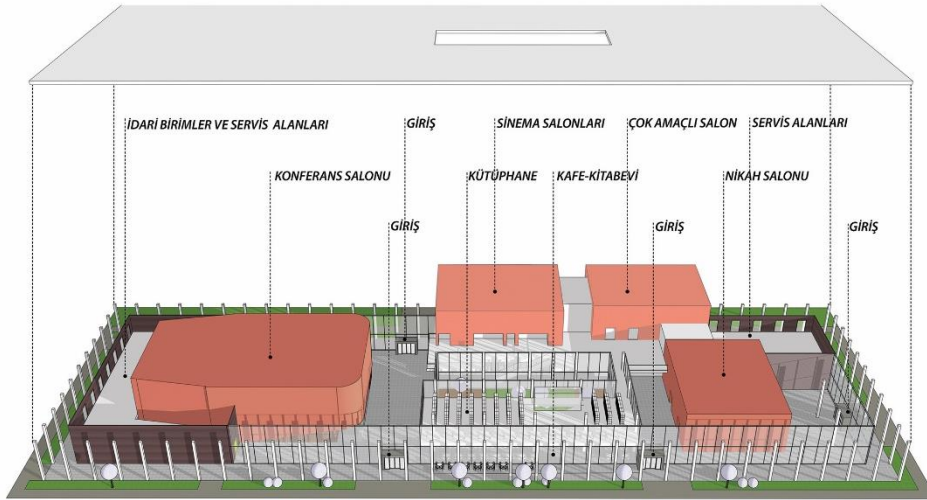 İDARİ BİRİMLER VE SERVİS ALANLARI
GİRİŞ
SİNEMA SALONLARI
ÇOK AMAÇLI SALON
SERVİS ALANLARI
KONFERANS SALONU
KÜTÜPHANE
KAFE-KİTABEVİ
NİKAH SALONU
GİRİŞ
GİRİŞ
GİRİŞ